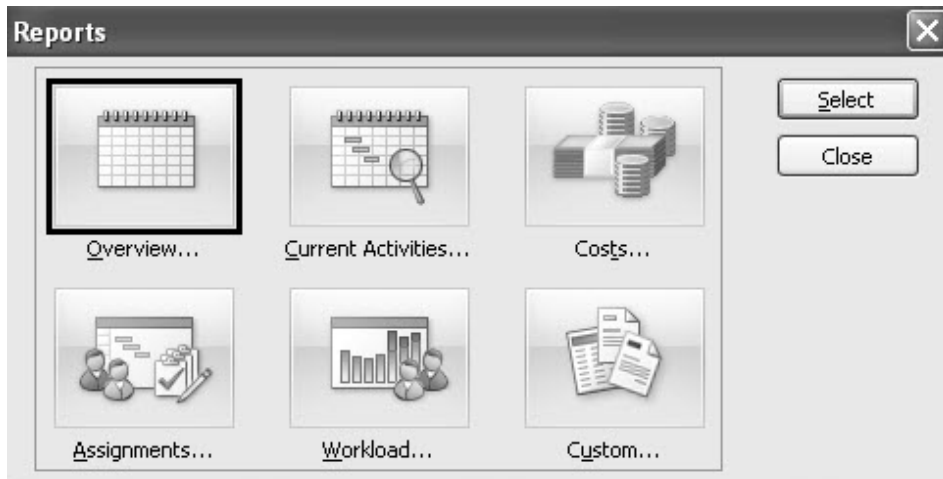 Reports
Select
Close
Overview...
Current Activities...
Costs...
Assignments...
Workload...
Custom...